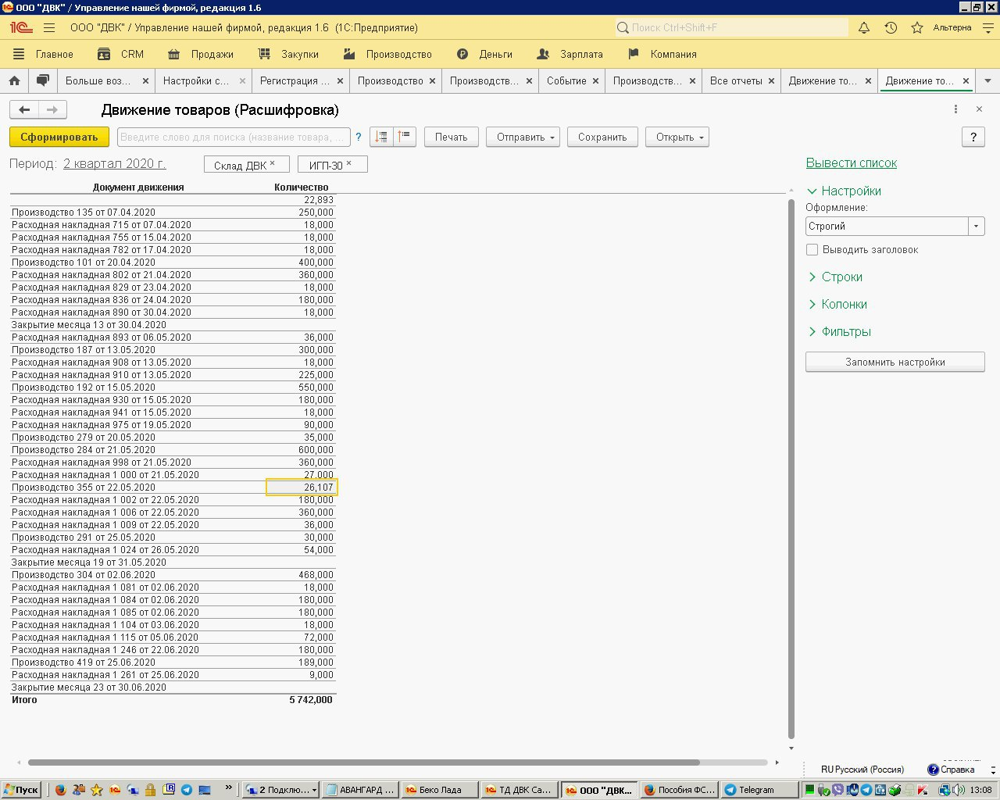 ООО "ДВК" / Управление нашей фирмой, редакция 1.6
ООО "ДВК" / Управление нашей фирмой, редакция 1.6 (1С:Предприятие)
Поиск Ctrl+Shift+F
Альтерна
Главное
CRM
Продажи
Закупки
Производство
Деньги
Зарплата
Компания
Больше воз...
Настройки с...
Регистрация ...
Производство
Производств...
Событие
Производств...
Все отчеты
Движение то...
Движение то...
Движение товаров (Расшифровка)
Сформировать
Введите слово для поиска (название товара, ...
?
Печать
Отправить
Сохранить
Открыть
?
Период: 2 квартал 2020 г.
Склад ДВК
ИГП-30
Вывести список
Настройки
Оформление:
Строгий
Выводить заголовок
Строки
Колонки
Фильтры
Запомнить настройки
Документ движения Количество
22,893
Производство 135 от 07.04.2020 250,000
Расходная накладная 715 от 07.04.2020 18,000
Расходная накладная 755 от 15.04.2020 18,000
Расходная накладная 782 от 17.04.2020 18,000
Производство 101 от 20.04.2020 400,000
Расходная накладная 802 от 21.04.2020 360,000
Расходная накладная 829 от 23.04.2020 18,000
Расходная накладная 836 от 24.04.2020 180,000
Расходная накладная 890 от 30.04.2020 18,000
Закрытие месяца 13 от 30.04.2020
Расходная накладная 893 от 06.05.2020 36,000
Производство 187 от 13.05.2020 300,000
Расходная накладная 908 от 13.05.2020 18,000
Расходная накладная 910 от 13.05.2020 225,000
Производство 192 от 15.05.2020 550,000
Расходная накладная 930 от 15.05.2020 180,000
Расходная накладная 941 от 15.05.2020 18,000
Расходная накладная 975 от 19.05.2020 90,000
Производство 279 от 20.05.2020 35,000
Производство 284 от 21.05.2020 600,000
Расходная накладная 998 от 21.05.2020 360,000
Расходная накладная 1 000 от 21.05.2020 27,000
Производство 355 от 22.05.2020 26,107
Расходная накладная 1 002 от 22.05.2020 180,000
Расходная накладная 1 006 от 22.05.2020 360,000
Расходная накладная 1 009 от 22.05.2020 36,000
Производство 291 от 25.05.2020 30,000
Расходная накладная 1 024 от 26.05.2020 54,000
Закрытие месяца 19 от 31.05.2020
Производство 304 от 02.06.2020 468,000
Расходная накладная 1 081 от 02.06.2020 18,000
Расходная накладная 1 084 от 02.06.2020 180,000
Расходная накладная 1 085 от 02.06.2020 180,000
Расходная накладная 1 104 от 03.06.2020 18,000
Расходная накладная 1 115 от 05.06.2020 72,000
Расходная накладная 1 246 от 22.06.2020 180,000
Производство 419 от 25.06.2020 189,000
Расходная накладная 1 261 от 25.06.2020 9,000
Закрытие месяца 23 от 30.06.2020
Итого 5 742,000
RU Русский (Россия)
Справка
Пуск
2 Подклю...
АВАНГАРД ...
Беко Лада
ТД ДВК Са...
ООО "ДВК...
Пособия ФС...
Telegram
13:08